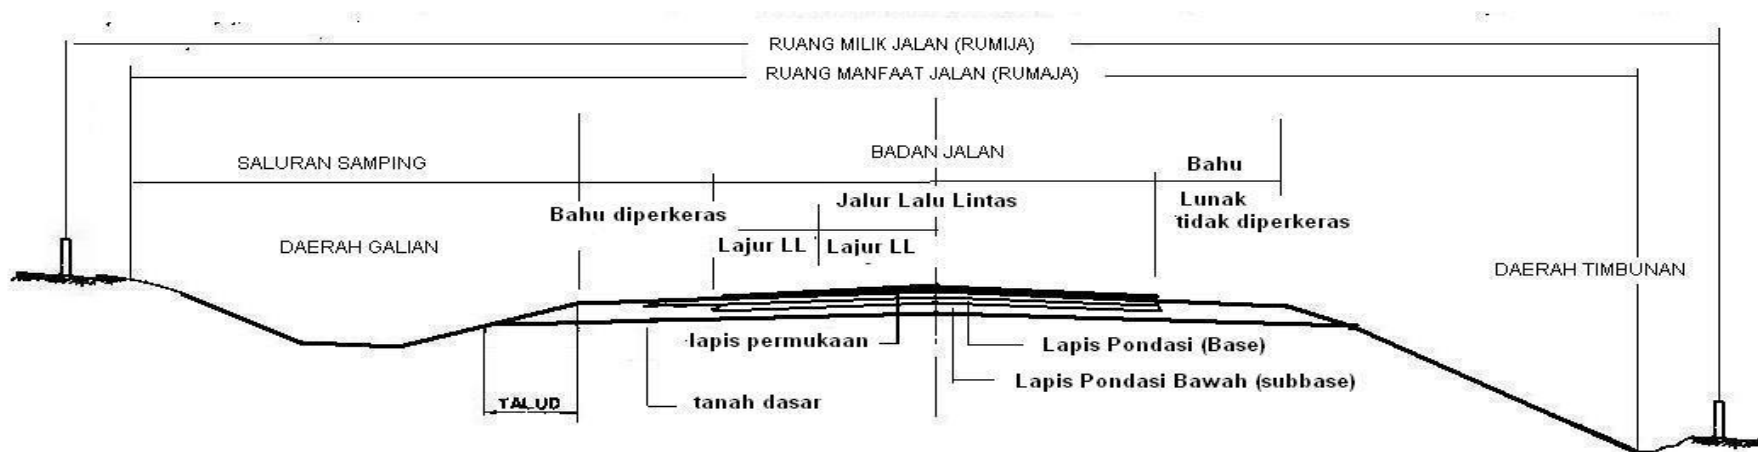 RUANG MILIK JALAN (RUMIJA)
RUANG MANFAAT JALAN (RUMAJA)
SALURAN SAMPING
BADAN JALAN
Bahu
Bahu diperkeras
Jalur Lalu Lintas
Lunak
tidak diperkeras
DAERAH GALIAN
Lajur LL
Lajur LL
DAERAH TIMBUNAN
lapis permukaan
Lapis Pondasi (Base)
Lapis Pondasi Bawah (subbase)
TALUD
tanah dasar